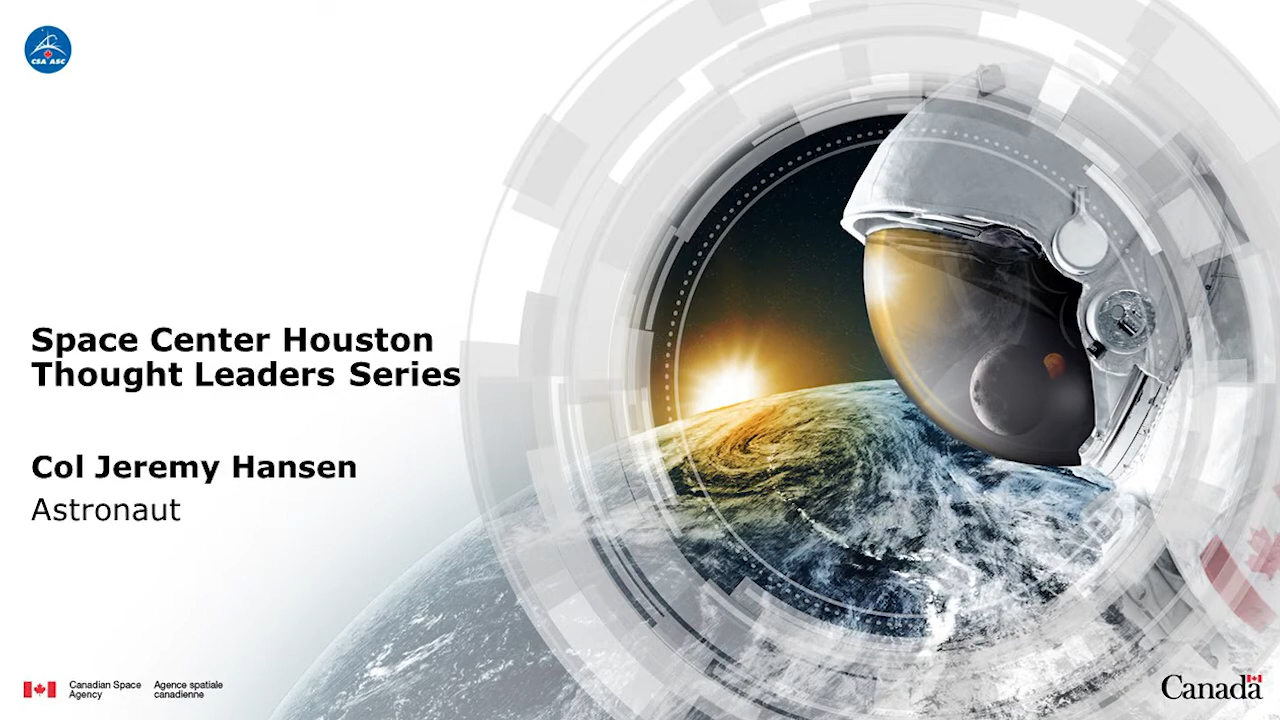 CSA ASC
Space Center Houston
Thought Leaders Series
Col Jeremy Hansen
Astronaut
Canadian Space
Agency
Agence spatiale
canadienne
Canada